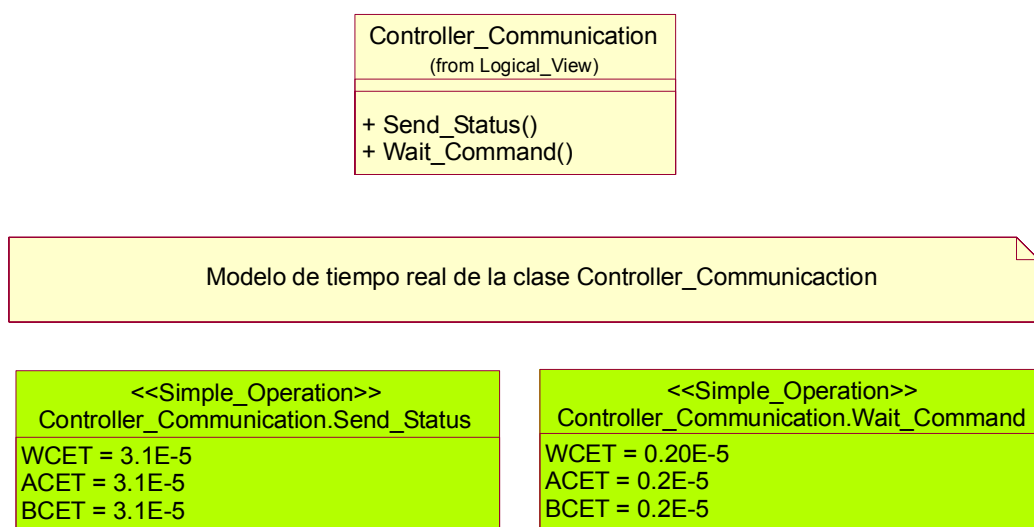 Controller_Communication
(from Logical_View)
+ Send_Status()
+ Wait_Command()
Modelo de tiempo real de la clase Controller_Communicaction
<<Simple_Operation>>
Controller_Communication.Send_Status
WCET = 3.1E-5
ACET = 3.1E-5
BCET = 3.1E-5
<<Simple_Operation>>
Controller_Communication.Wait_Command
WCET = 0.20E-5
ACET = 0.2E-5
BCET = 0.2E-5